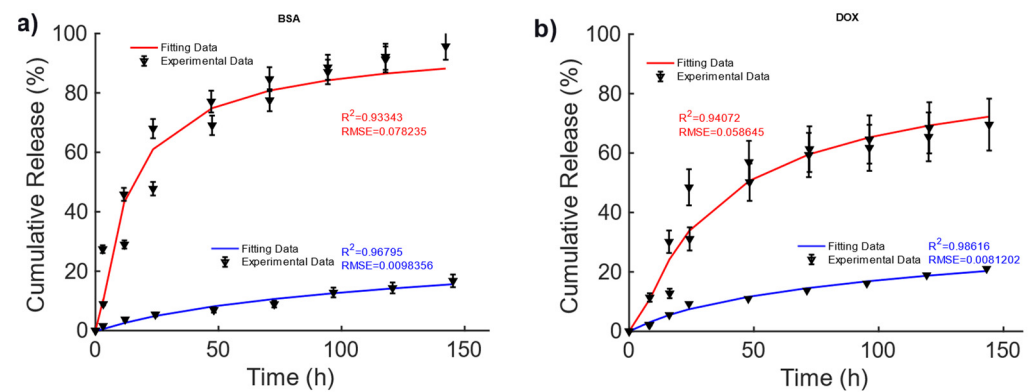 a)
BSA
Cumulative Release (%)
100
80
60
40
20
0
Fitting Data
Experimental Data
R²=0.93343
RMSE=0.078235
Fitting Data
Experimental Data
R²=0.96795
RMSE=0.0098356
0
50
100
150
Time (h)
b)
DOX
Cumulative Release (%)
100
80
60
40
20
0
Fitting Data
Experimental Data
R²=0.94072
RMSE=0.058645
Fitting Data
Experimental Data
R²=0.98616
RMSE=0.0081202
0
50
100
150
Time (h)